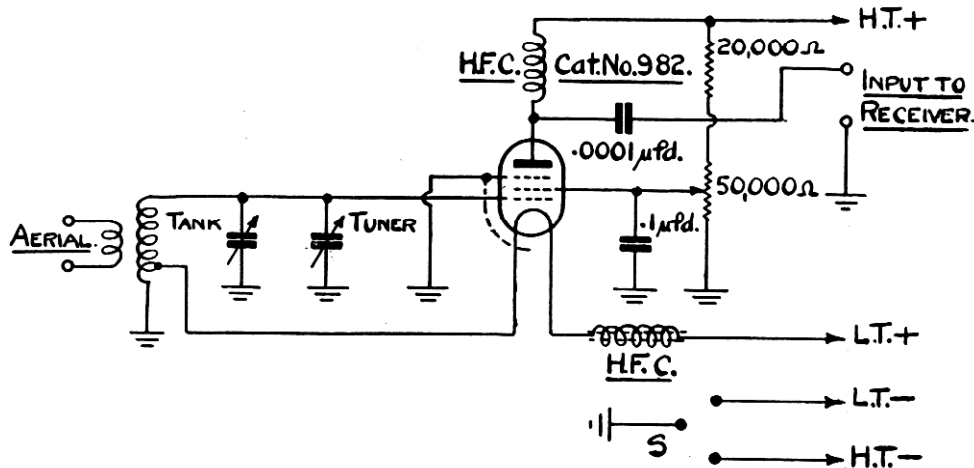 H.T.+
20,000Ω
H.F.C. Cat.No.982.
INPUT TO
RECEIVER.
.0001μfd.
50,000Ω
TANK
TUNER
AERIAL.
.1μfd.
L.T.+
H.F.C.
L.T.-
S
H.T.-